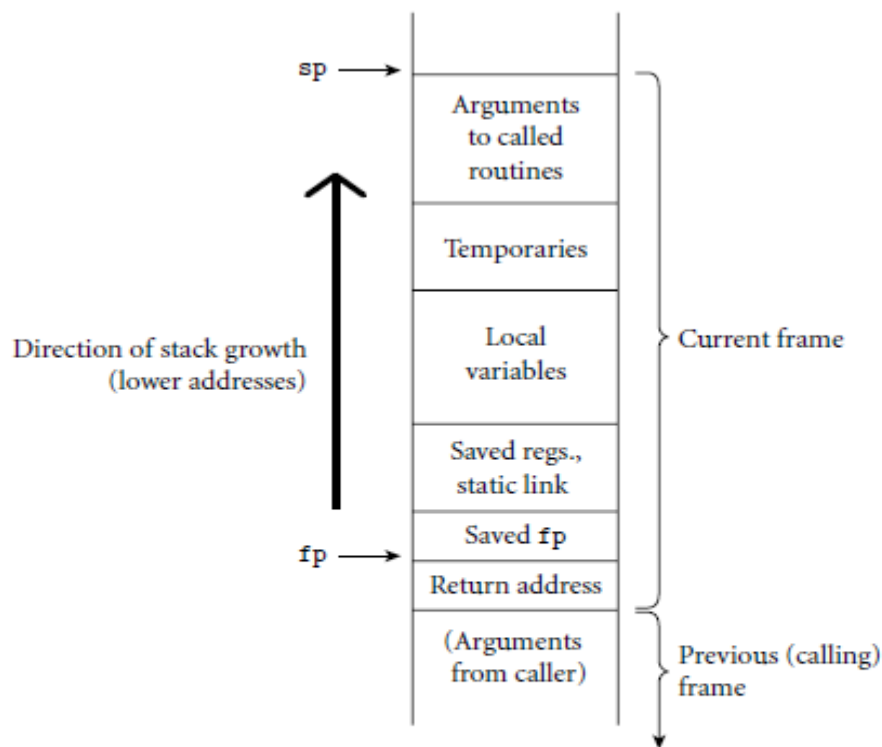 sp
Arguments
to called
routines
Temporaries
Direction of stack growth
(lower addresses)
Local
variables
Current frame
Saved regs.,
static link
Saved fp
fp
Return address
(Arguments
from caller)
Previous (calling)
frame